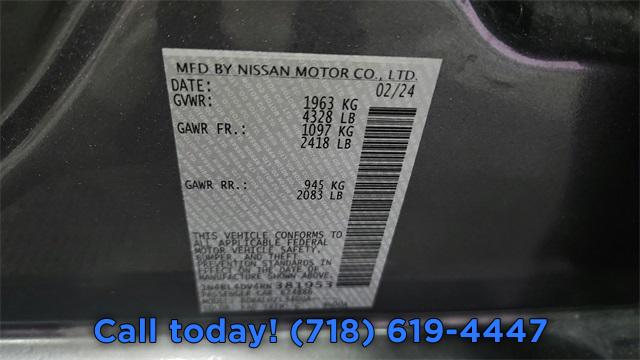 MFD BY NISSAN MOTOR CO., LTD.
DATE: 02/24
GVWR: 1963 KG
4328 LB
GAWR FR.: 1097 KG
2418 LB
GAWR RR.: 945 KG
2083 LB
THIS VEHICLE CONFORMS TO
ALL APPLICABLE FEDERAL
MOTOR VEHICLE SAFETY,
BUMPER, AND THEFT
PREVENTION STANDARDS IN
EFFECT ON THE DATE OF
MANUFACTURE SHOWN ABOVE.
381953
PASSENGER CAR
Call today! (718) 619-4447